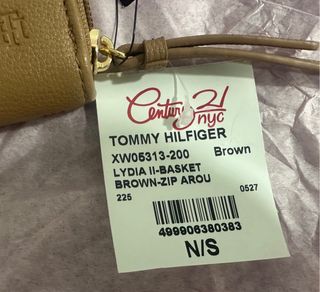 Century 21
nyc
TOMMY HILFIGER
XW05313-200 Brown
LYDIA II-BASKET
BROWN-ZIP AROU
225 0527
499906380383
N/S